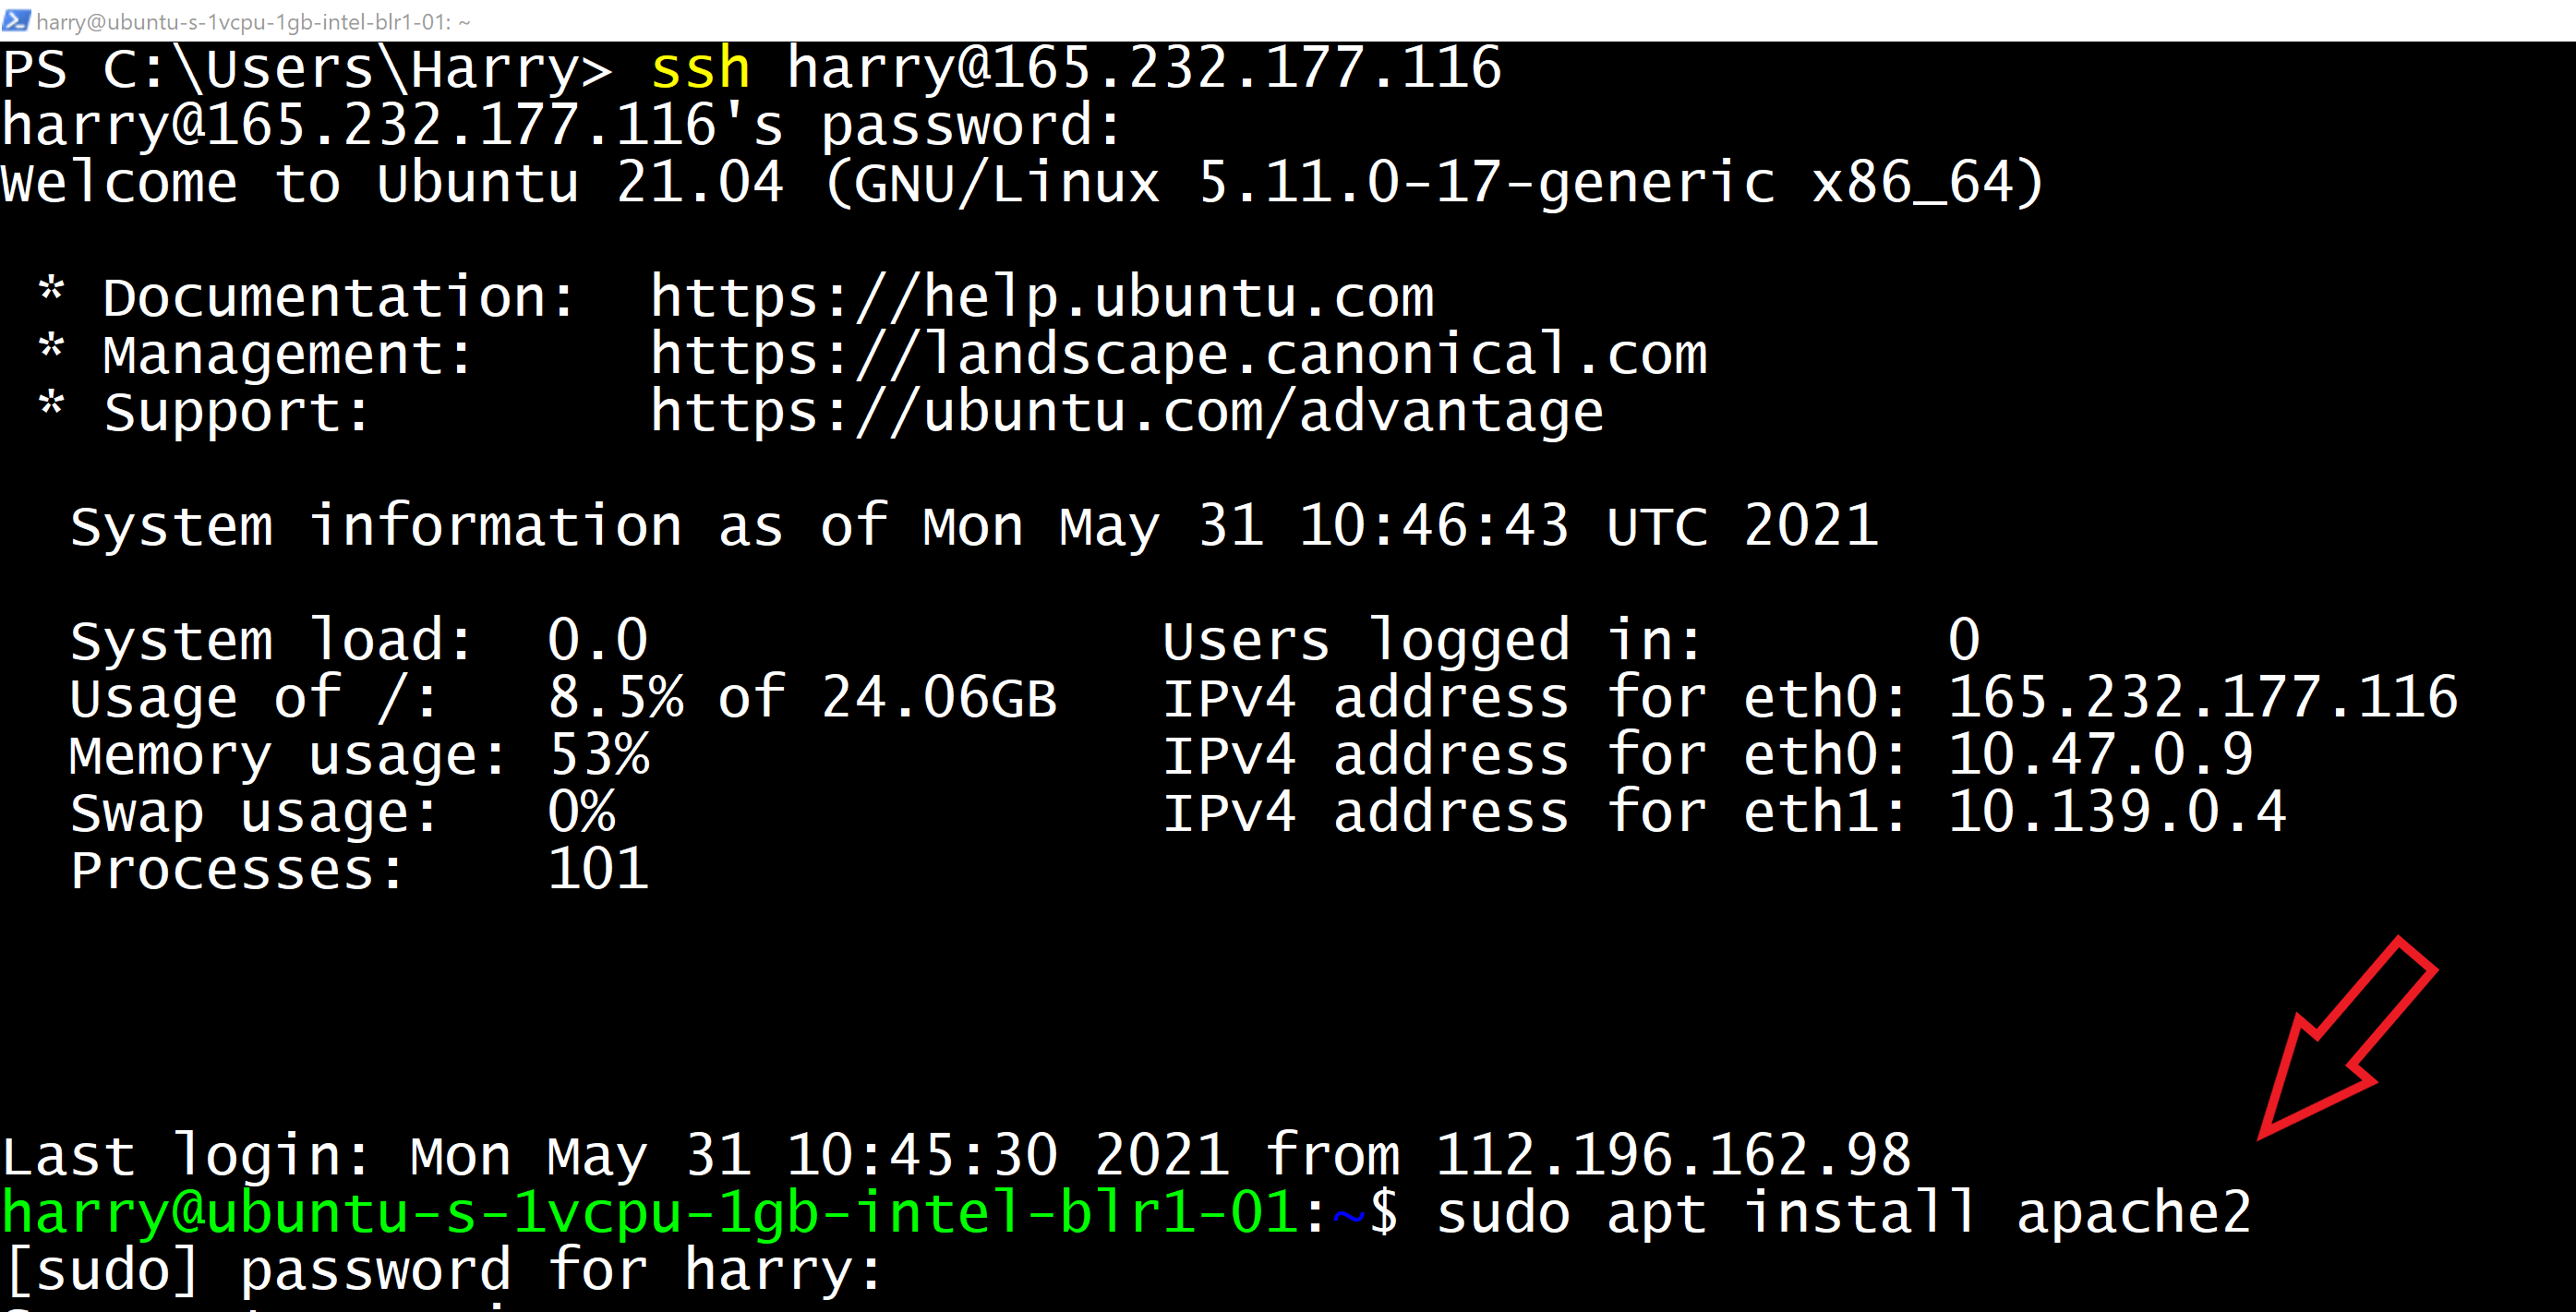 harry@ubuntu-s-1vcpu-1gb-intel-blr1-01: ~
PS C:\Users\Harry> ssh harry@165.232.177.116
harry@165.232.177.116's password:
Welcome to Ubuntu 21.04 (GNU/Linux 5.11.0-17-generic x86_64)
* Documentation:  https://help.ubuntu.com
* Management:     https://landscape.canonical.com
* Support:        https://ubuntu.com/advantage
System information as of Mon May 31 10:46:43 UTC 2021
System load:  0.0               Users logged in:       0
Usage of /:   8.5% of 24.06GB   IPv4 address for eth0: 165.232.177.116
Memory usage: 53%               IPv4 address for eth0: 10.47.0.9
Swap usage:   0%                IPv4 address for eth1: 10.139.0.4
Processes:    101
Last login: Mon May 31 10:45:30 2021 from 112.196.162.98
harry@ubuntu-s-1vcpu-1gb-intel-blr1-01:~$ sudo apt install apache2
[sudo] password for harry: